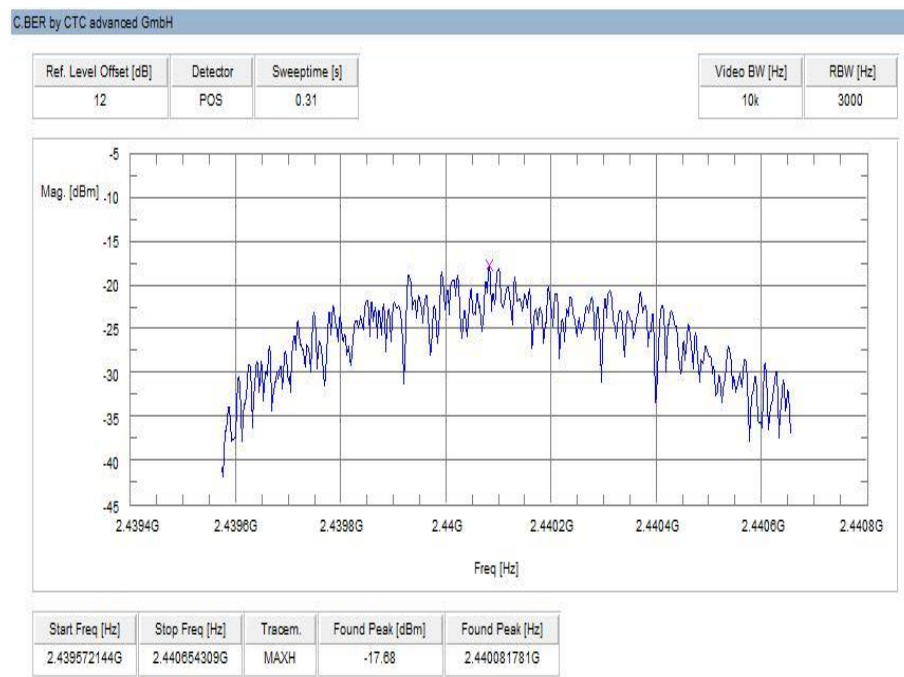 C.BER by CTC advanced GmbH
Ref. Level Offset [dB] Detector Sweeptime [s] Video BW [Hz] RBW [Hz]
12 POS 0.31 10k 3000
-5
Mag. [dBm]
-10
-15
-20
-25
-30
-35
-40
-45
2.4394G 2.4396G 2.4398G 2.44G 2.4402G 2.4404G 2.4406G 2.4408G
Freq [Hz]
Start Freq [Hz] Stop Freq [Hz] Tracem. Found Peak [dBm] Found Peak [Hz]
2.439572144G 2.440654309G MAXH -17.68 2.440081781G